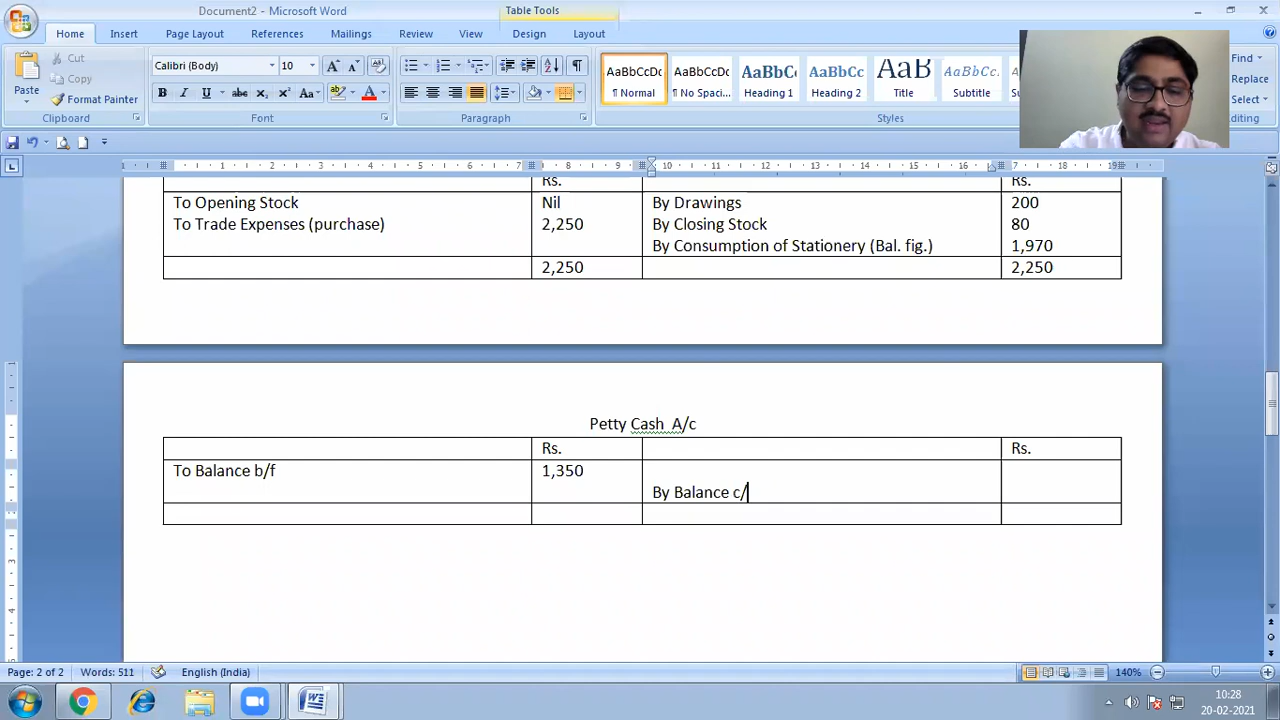 Document2 - Microsoft Word
Table Tools
Home Insert Page Layout References Mailings Review View Design Layout
Paste
Cut
Copy
Format Painter
Clipboard
Calibri (Body) 10
B I U abc x₂ x² Aa
Font
Paragraph
AaBbCcDc AaBbCcDc AaBbC AaBbCc AaB AaBbCc. Aa
¶ Normal ¶ No Spaci... Heading 1 Heading 2 Title Subtitle
Styles
Find
Replace
Select
Rs. Rs.
To Opening Stock Nil By Drawings 200
To Trade Expenses (purchase) 2,250 By Closing Stock 80
By Consumption of Stationery (Bal. fig.) 1,970
2,250 2,250
Petty Cash A/c
Rs. Rs.
To Balance b/f 1,350
By Balance c/
Page: 2 of 2 Words: 511 English (India) 140%
10:28
20-02-2021